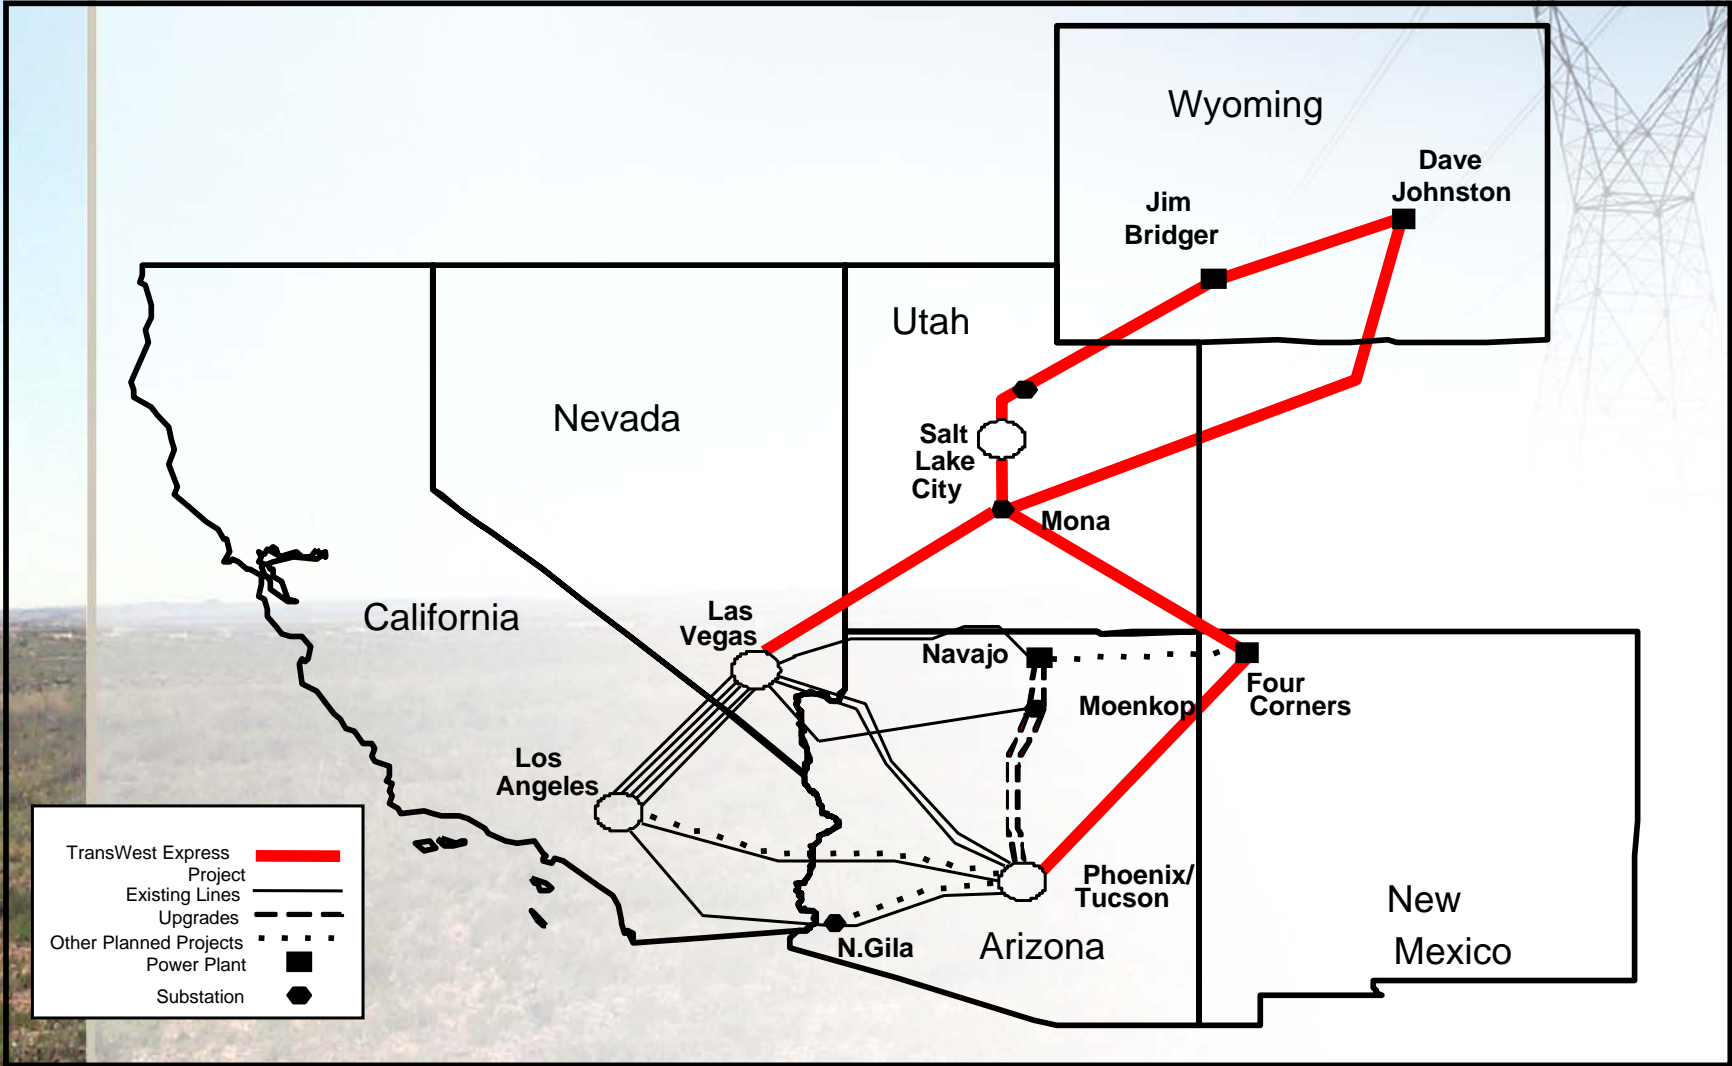 Wyoming
Dave
Johnston
Jim
Bridger
Utah
Nevada
Salt
Lake
City
Mona
California
Las
Vegas
Navajo
Four
Corners
Moenkop
Los
Angeles
Phoenix/
Tucson
New
Mexico
N.Gila
Arizona
TransWest Express
Project
Existing Lines
Upgrades
Other Planned Projects
Power Plant
Substation